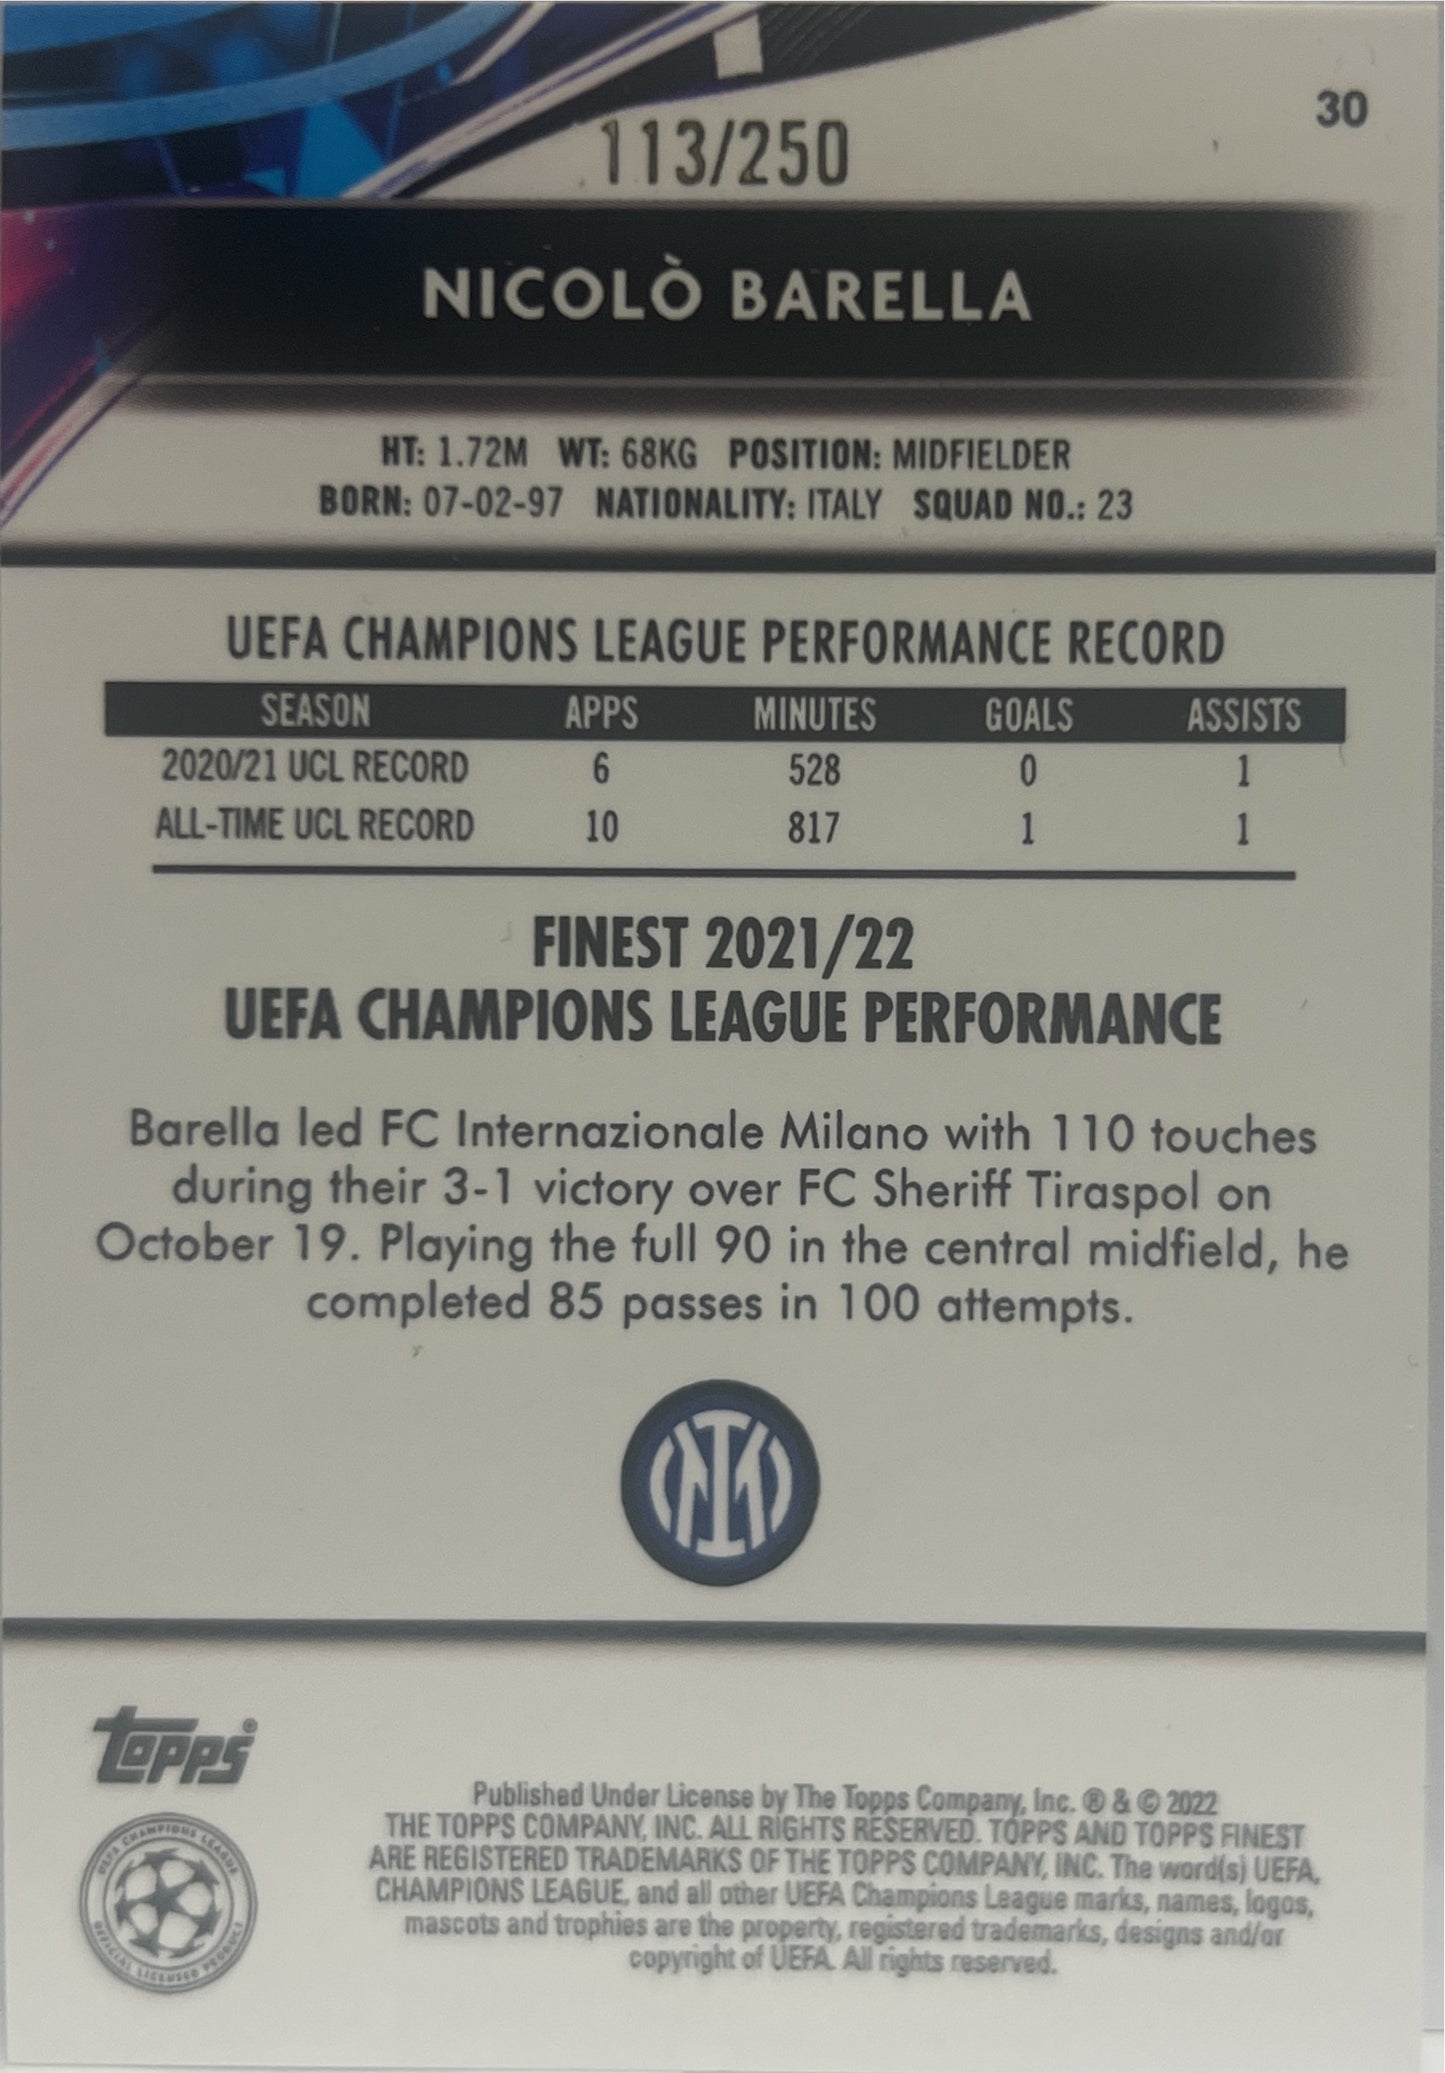 30
113/250
NICOLÒ BARELLA
HT: 1.72M WT: 68KG POSITION: MIDFIELDER
BORN: 07-02-97 NATIONALITY: ITALY SQUAD NO.: 23
UEFA CHAMPIONS LEAGUE PERFORMANCE RECORD
SEASON APPS MINUTES GOALS ASSISTS
2020/21 UCL RECORD 6 528 0 1
ALL-TIME UCL RECORD 10 817 1 1
FINEST 2021/22
UEFA CHAMPIONS LEAGUE PERFORMANCE
Barella led FC Internazionale Milano with 110 touches
during their 3-1 victory over FC Sheriff Tiraspol on
October 19. Playing the full 90 in the central midfield, he
completed 85 passes in 100 attempts.
IM
topps®
UEFA CHAMPIONS LEAGUE
OFFICIAL LICENSED PRODUCT
Published Under License by The Topps Company, Inc. ® & © 2022
THE TOPPS COMPANY, INC. ALL RIGHTS RESERVED. TOPPS AND TOPPS FINEST
ARE REGISTERED TRADEMARKS OF THE TOPPS COMPANY, INC. The word(s) UEFA,
CHAMPIONS LEAGUE, and all other UEFA Champions League marks, names, logos,
mascots and trophies are the property, registered trademarks, designs and/or
copyright of UEFA. All rights reserved.